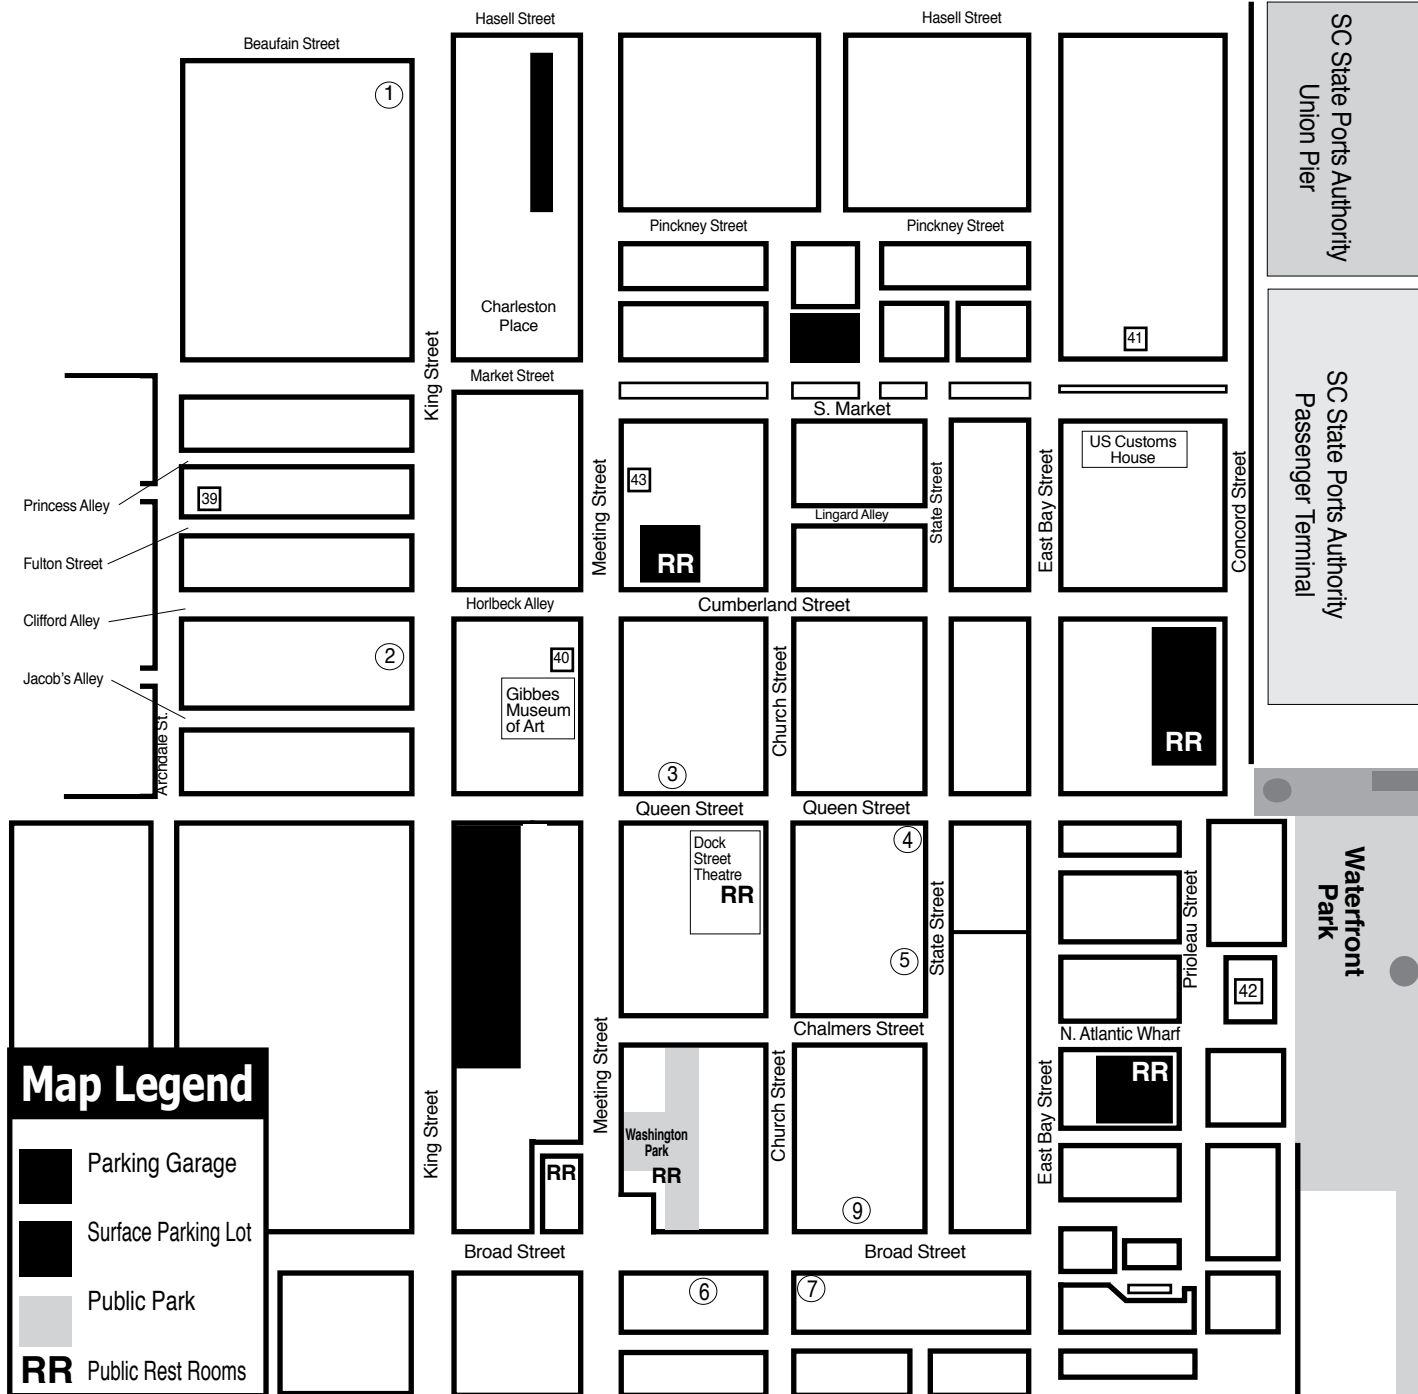 Hasell Street
Hasell Street
Beaufain Street
1
SC State Ports Authority
Union Pier
Pinckney Street
Pinckney Street
Charleston
Place
41
King Street
Market Street
S. Market
SC State Ports Authority
Passenger Terminal
US Customs
House
Princess Alley
39
43
Meeting Street
Lingard Alley
State Street
East Bay Street
Concord Street
Fulton Street
RR
Clifford Alley
Horlbeck Alley
Cumberland Street
2
40
Jacob's Alley
Gibbes
Museum
of Art
Church Street
RR
Archdale St.
3
Queen Street
Queen Street
Dock
Street
Theatre
RR
4
State Street
5
Prioleau Street
Waterfront
Park
42
Chalmers Street
N. Atlantic Wharf
Meeting Street
King Street
Church Street
East Bay Street
RR
Washington
Park
RR
RR
9
Broad Street
Broad Street
6
7
Map Legend
Parking Garage
Surface Parking Lot
Public Park
RR Public Rest Rooms